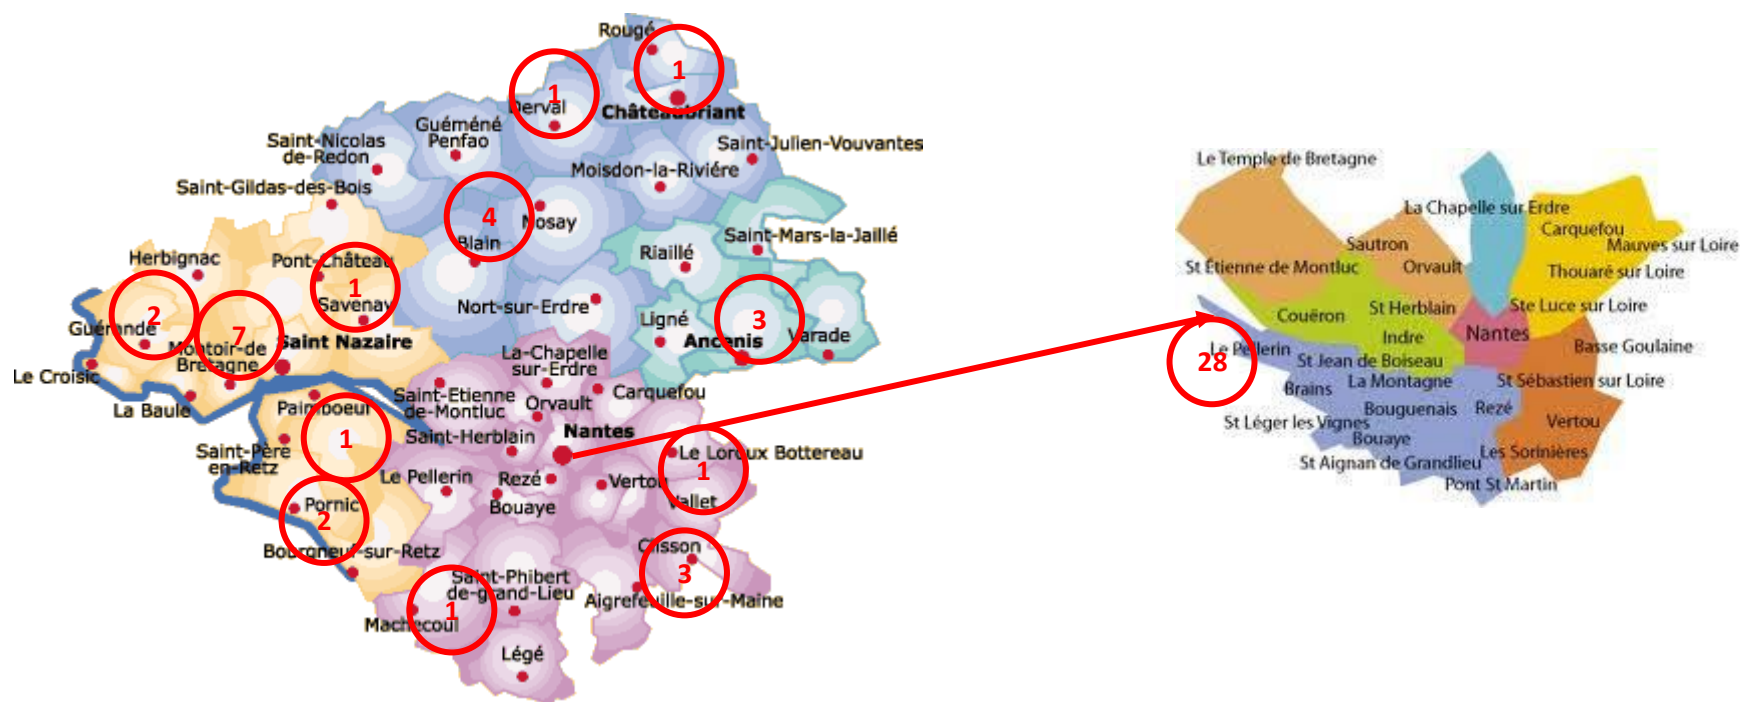 Rougé
1
1
Derval
Châteaubriant
Guéméné
Penfao
Saint-Nicolas
de-Redon
Saint-Julien-Vouvantes
Moisdon-la-Riviére
Saint-Gildas-des-Bois
4
Nosay
Blain
Saint-Mars-la-Jaillé
Riaillé
Herbignac
Pont-Château
1
Savenay
Nort-sur-Erdre
2
7
Guérande
Ligné
3
Varade
Ancenis
Saint Nazaire
Montoir-de
Bretagne
La-Chapelle
sur-Erdre
Le Croisic
La Baule
Paimboeuf
Saint-Etienne
de-Montluc
Orvault
Carquefou
1
Saint-Herblain
Nantes
Saint-Père
en-Retz
Le Loroux Bottereau
1
Le Pellerin
Rezé
Vertou
Vallet
Bouaye
Pornic
2
Bourgneuf-sur-Retz
Clisson
3
Saint-Phibert
de-grand-Lieu
Aigrefeuille-sur-Maine
1
Machecoul
Légé
Le Temple de Bretagne
La Chapelle sur Erdre
Carquefou
Sautron
Mauves sur Loire
St Étienne de Montluc
Orvault
Thouaré sur Loire
St Herblain
Ste Luce sur Loire
Couëron
Indre
Nantes
Le Pellerin
28
St Jean de Boiseau
Basse Goulaine
Brains
La Montagne
St Sébastien sur Loire
Bouguenais
Rezé
St Léger les Vignes
Vertou
Bouaye
Les Sorinières
St Aignan de Grandlieu
Pont St Martin